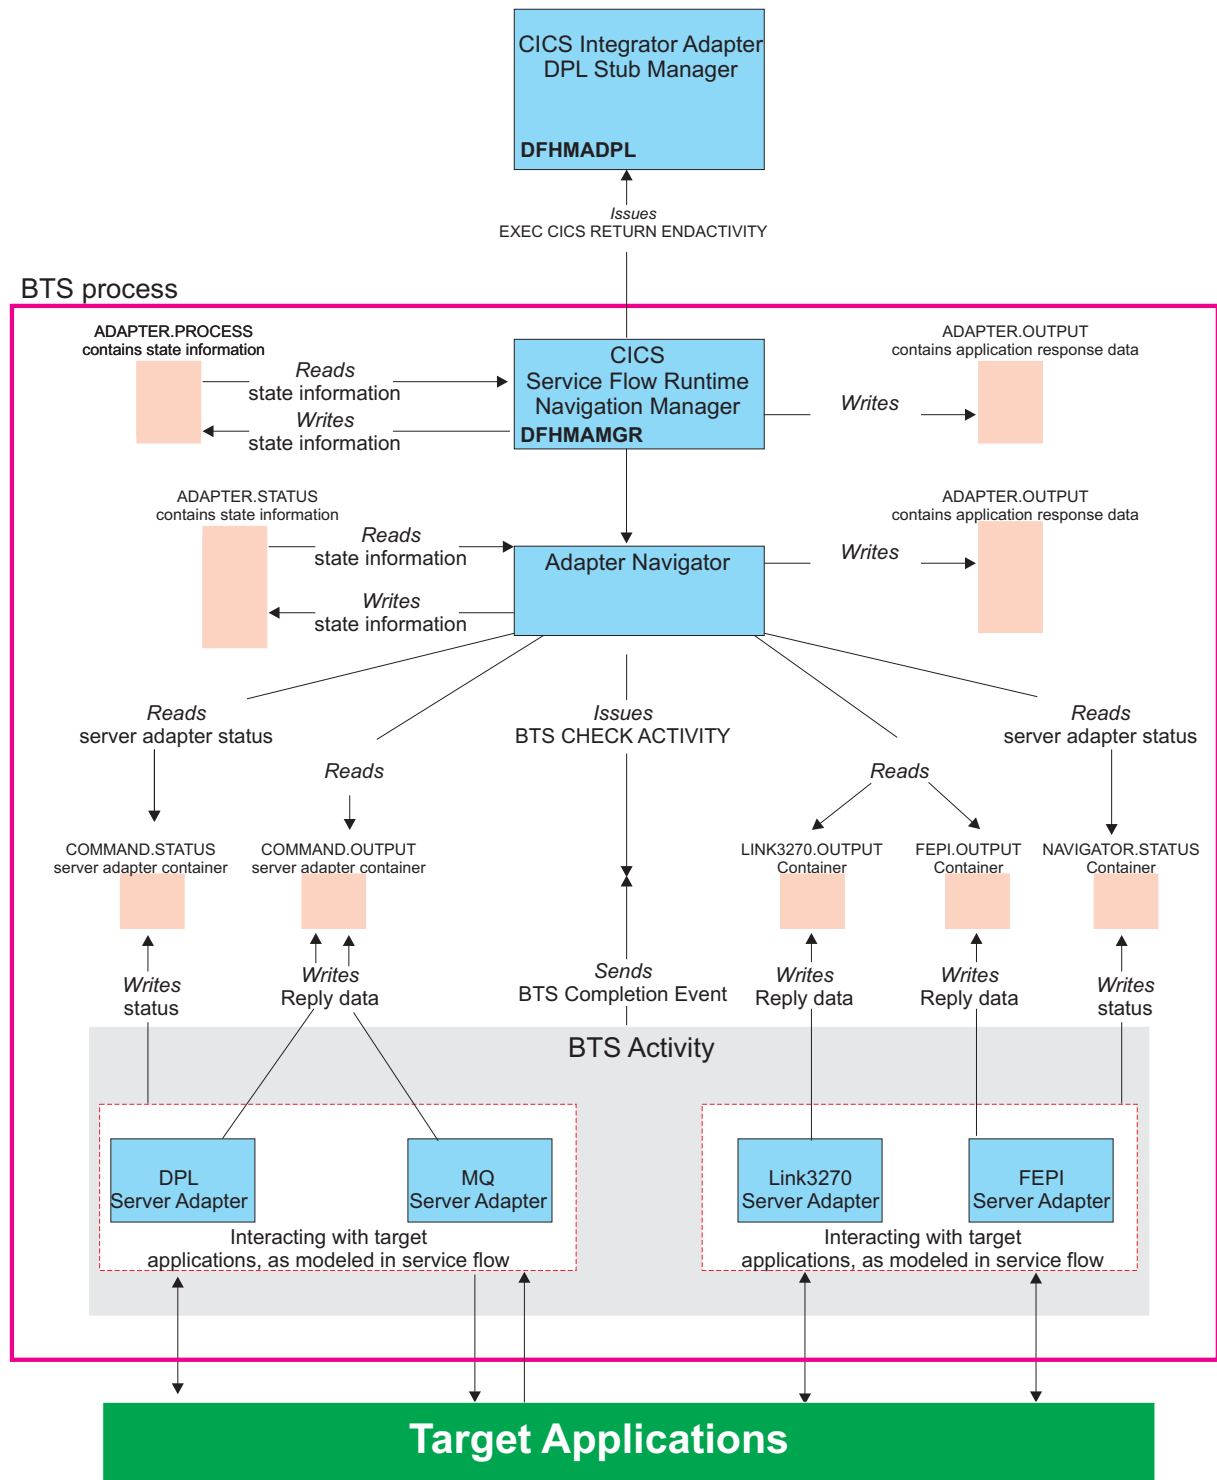 CICS Integrator Adapter
DPL Stub Manager
DFHMADPL
Issues
EXEC CICS RETURN ENDACTIVITY
BTS process
ADAPTER.PROCESS
contains state information
Reads
state information
Writes
state information
CICS
Service Flow Runtime
Navigation Manager
DFHMAMGR
Writes
ADAPTER.OUTPUT
contains application response data
ADAPTER.STATUS
contains state information
Reads
state information
Writes
state information
Adapter Navigator
Writes
ADAPTER.OUTPUT
contains application response data
Reads
server adapter status
Reads
Issues
BTS CHECK ACTIVITY
Reads
Reads
server adapter status
COMMAND.STATUS
server adapter container
COMMAND.OUTPUT
server adapter container
LINK3270.OUTPUT
Container
FEPI.OUTPUT
Container
NAVIGATOR.STATUS
Container
Writes
status
Writes
Reply data
Sends
BTS Completion Event
Writes
Reply data
Writes
Reply data
Writes
status
BTS Activity
DPL
Server Adapter
MQ
Server Adapter
Interacting with target
applications, as modeled in service flow
Link3270
Server Adapter
FEPI
Server Adapter
Interacting with target
applications, as modeled in service flow
Target Applications